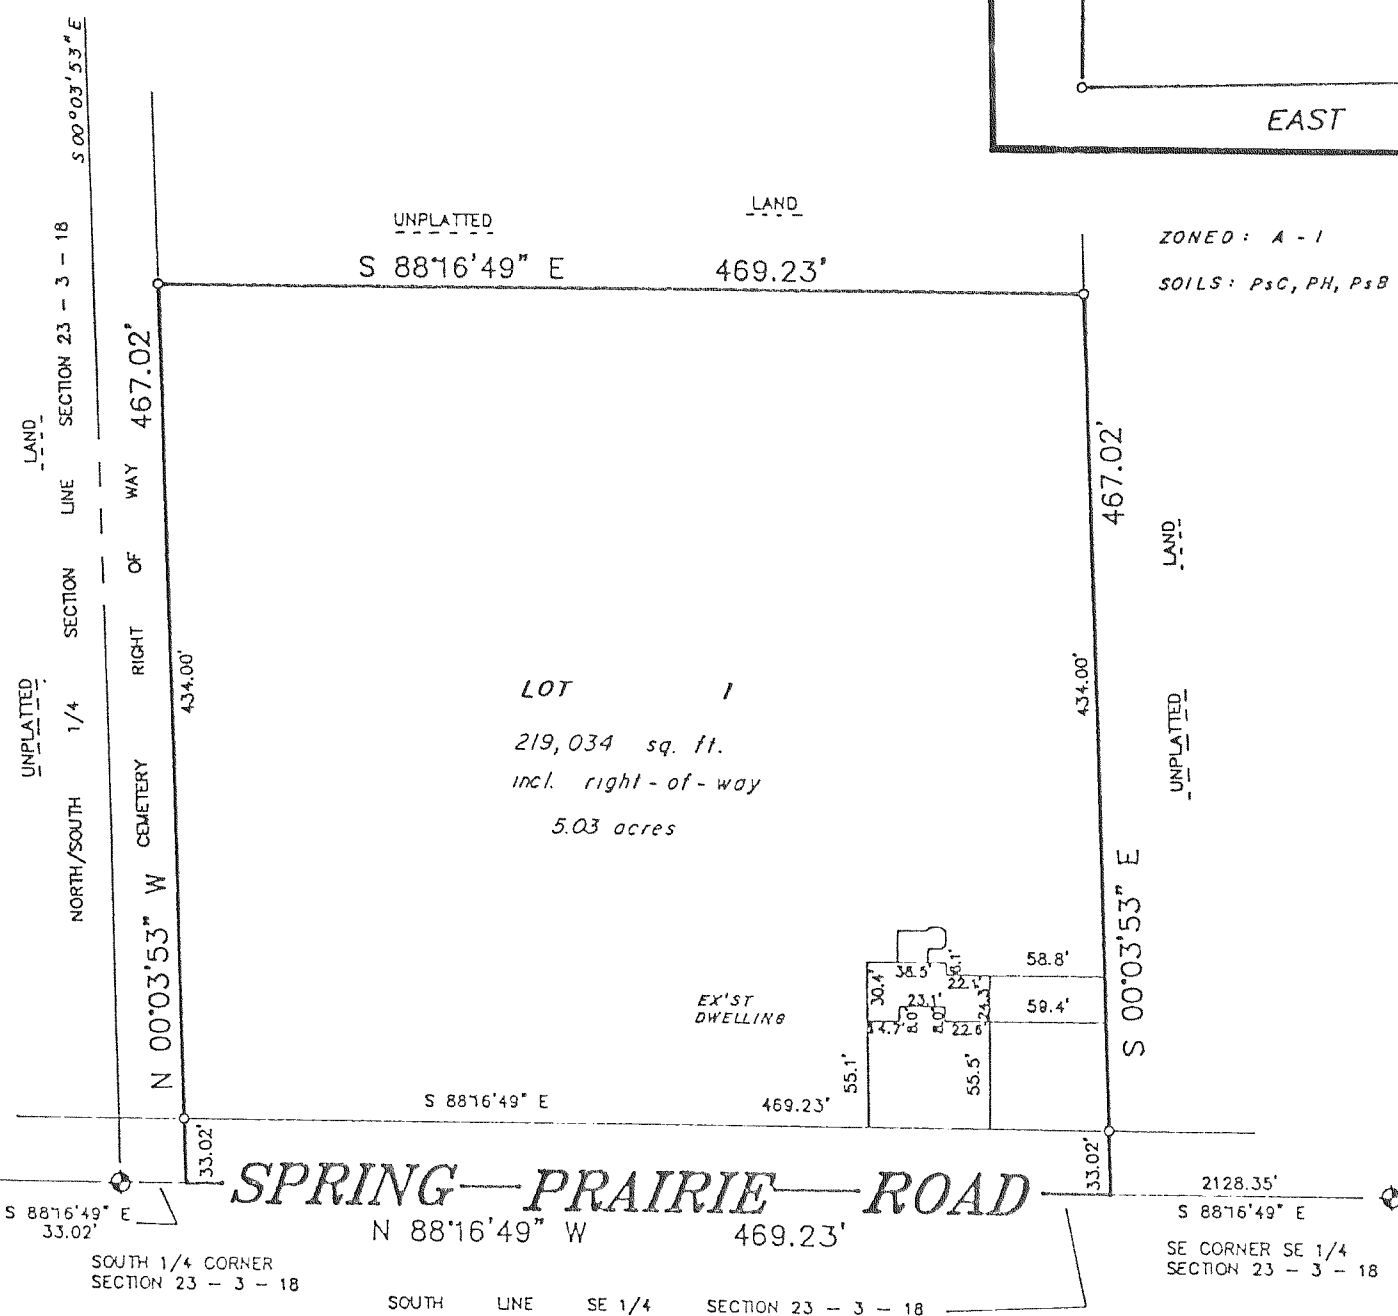 EAST
ZONED: A - 1
SOILS: PsC, PH, PsB
UNPLATTED LAND
S 88°16'49" E 469.23'
S 00°03'53" E
NORTH/SOUTH 1/4 SECTION LINE SECTION 23 - 3 - 18
UNPLATTED LAND
N 00°03'53" W 467.02'
CEMETERY RIGHT OF WAY
434.00'
LOT 1
219,034 sq. ft.
incl. right-of-way
5.03 acres
434.00'
467.02'
S 00°03'53" E
UNPLATTED LAND
EX'ST
DWELLING
38.5'
22.1'
30.4'
23.1'
24.3'
8.0'
8.0'
22.6'
58.8'
59.4'
55.1'
55.5'
S 88°16'49" E 469.23'
33.02'
33.02'
SPRING PRAIRIE ROAD
N 88°16'49" W 469.23'
S 88°16'49" E
33.02'
SOUTH 1/4 CORNER
SECTION 23 - 3 - 18
2128.35'
S 88°16'49" E
SE CORNER SE 1/4
SECTION 23 - 3 - 18
SOUTH LINE SE 1/4 SECTION 23 - 3 - 18